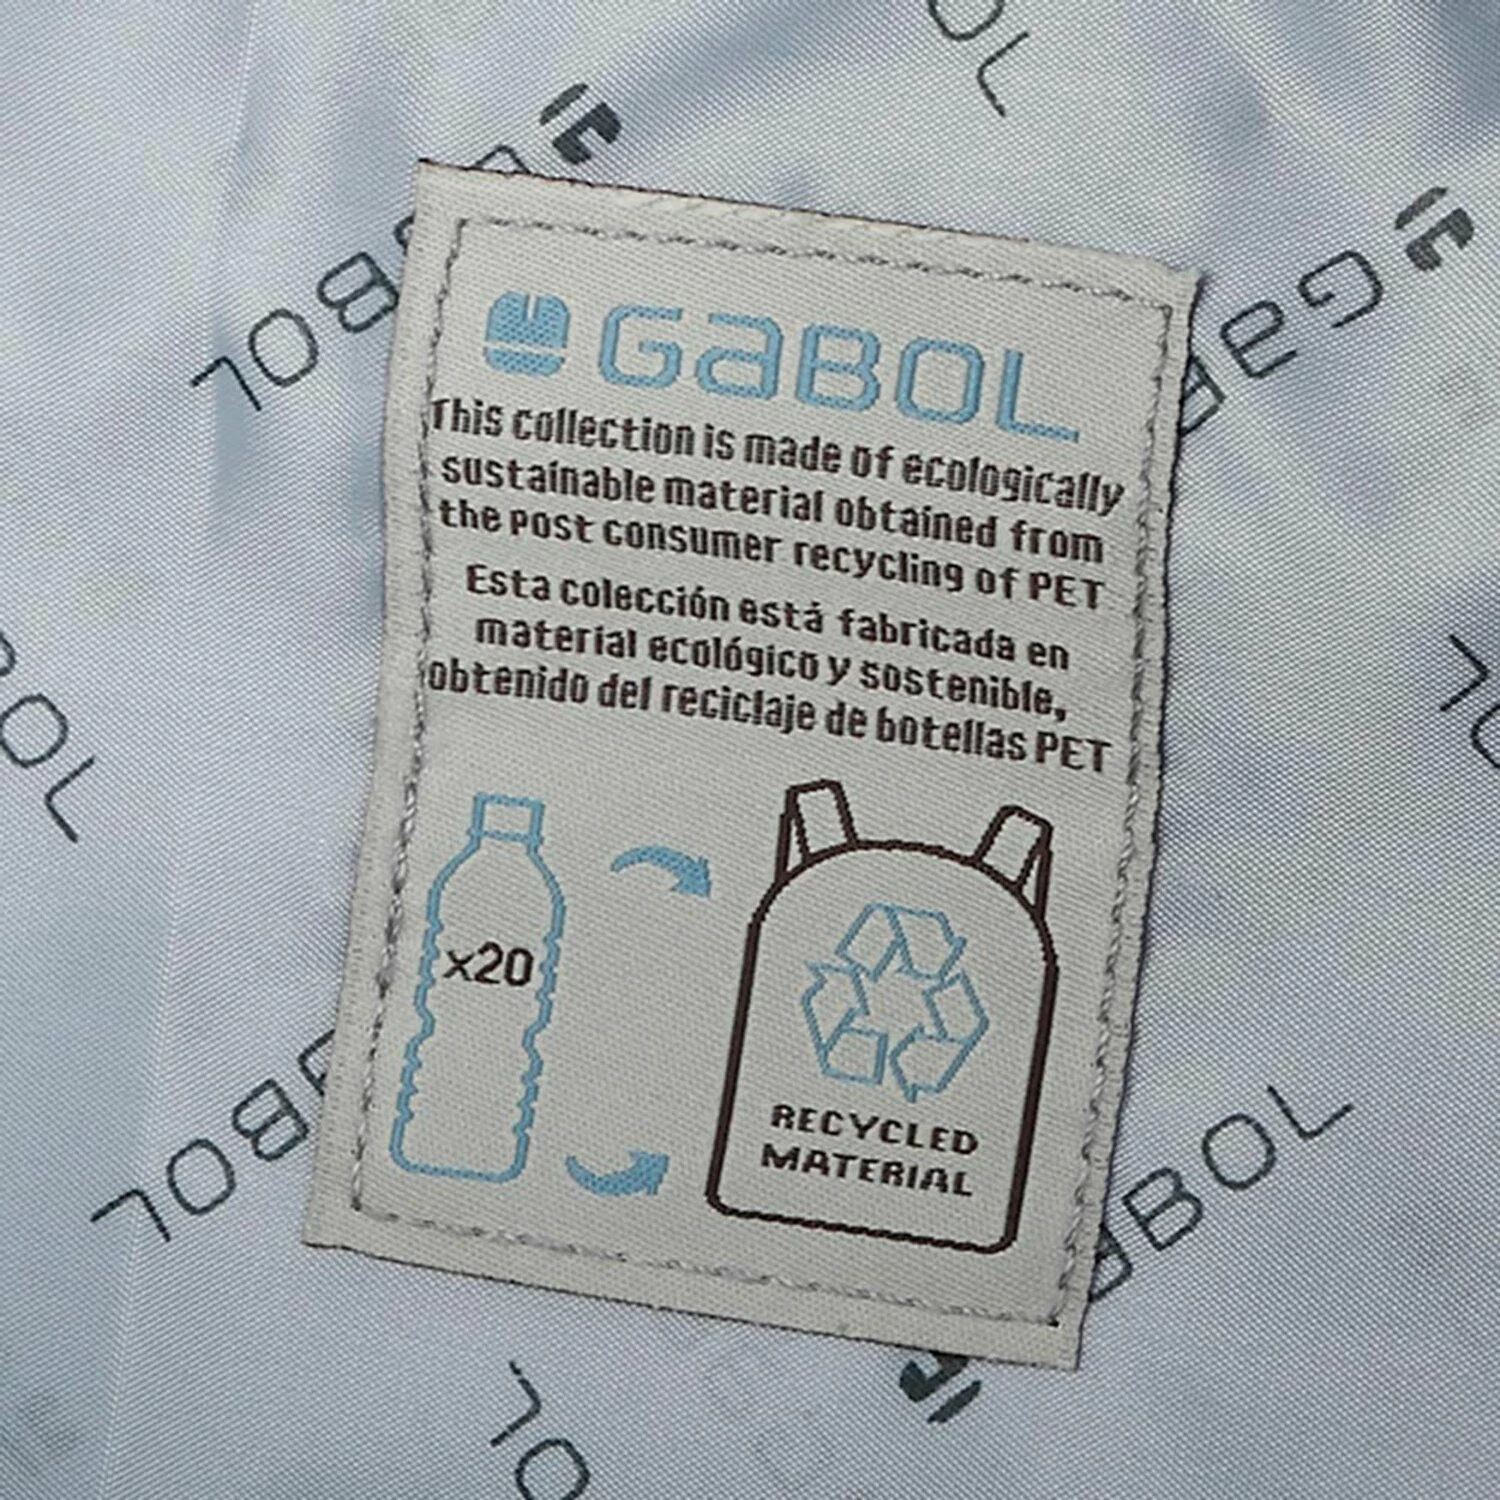 GaBOL
This collection is made of ecologically
sustainable material obtained from
the post consumer recycling of PET
Esta colección está fabricada en
material ecológico y sostenible,
obtenido del reciclaje de botellas PET
x20
RECYCLED
MATERIAL